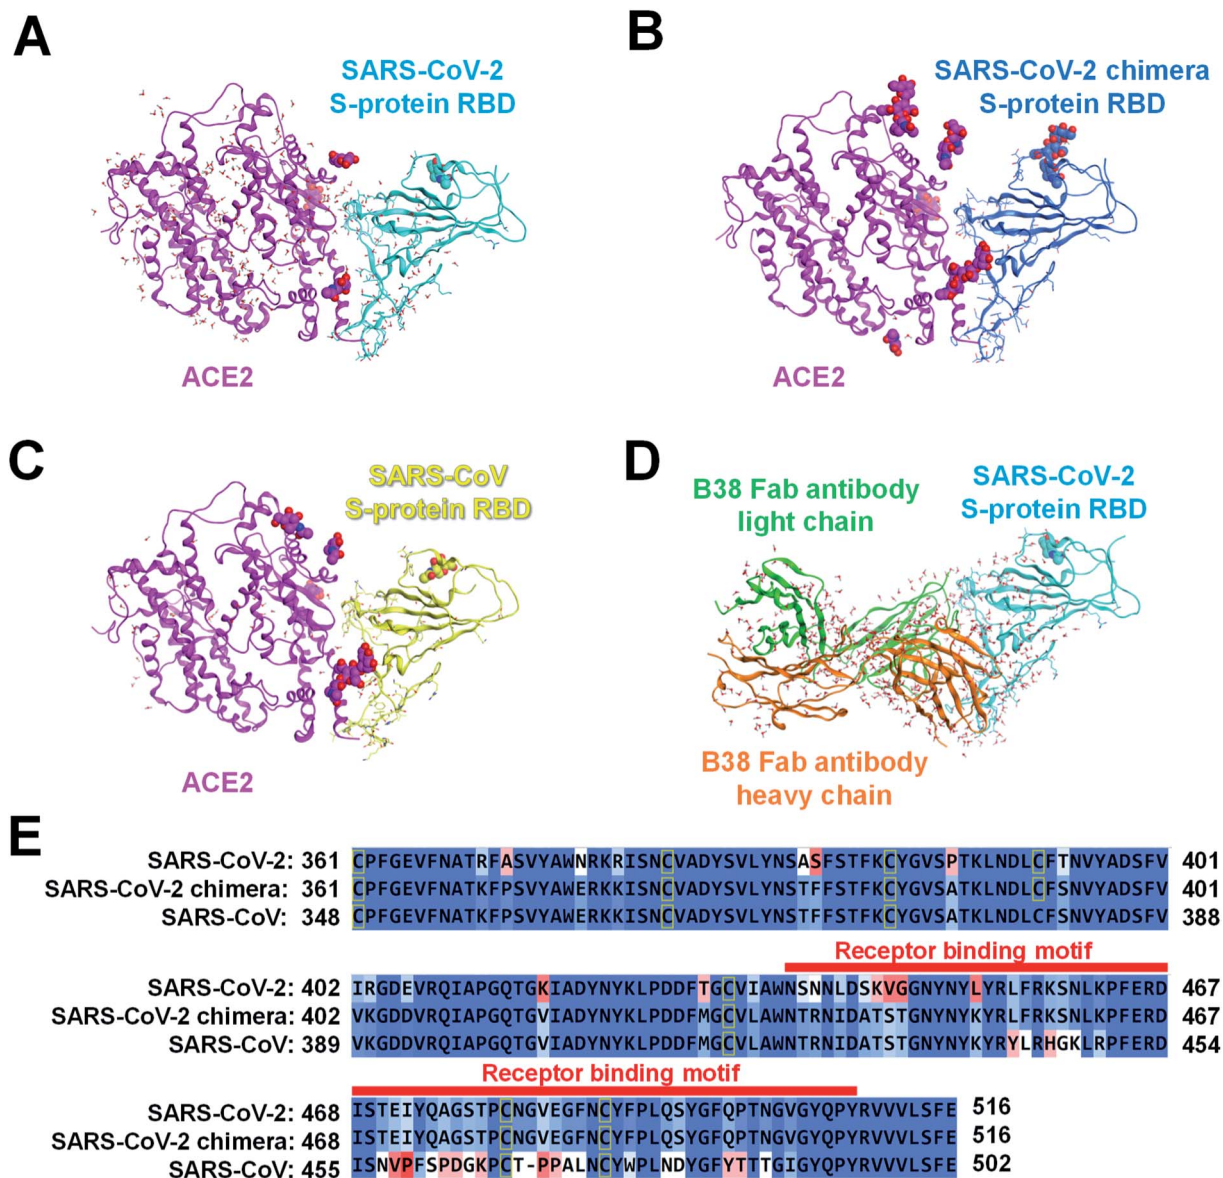 A
SARS-CoV-2
S-protein RBD
ACE2
B
SARS-CoV-2 chimera
S-protein RBD
ACE2
C
SARS-CoV
S-protein RBD
ACE2
D
B38 Fab antibody
light chain
SARS-CoV-2
S-protein RBD
B38 Fab antibody
heavy chain
E
SARS-CoV-2: 361 CPFGEVFNATRFASVYAWNRKRISNCVADYSVLYNSASFSTFKCYGVSPTKLNDLCFTNVYADSFV 401
SARS-CoV-2 chimera: 361 CPFGEVFNATKFPSVYAWERKKISNCVADYSVLYNSTFFSTFKCYGVSATKLNDLCFSNVYADSFV 401
SARS-CoV: 348 CPFGEVFNATKFPSVYAWERKKISNCVADYSVLYNSTFFSTFKCYGVSATKLNDLCFSNVYADSFV 388
Receptor binding motif
SARS-CoV-2: 402 IRGDEVRQIAPGQTGKIADYNYKLPDDFTGCVIAWNSNNLDSKVGGNYNYLYRLFRKSNLKPFERD 467
SARS-CoV-2 chimera: 402 VKGDDVRQIAPGQTGVIADYNYKLPDDFMGCVLAWNTRNIDATSTGNYNYKYRLFRKSNLKPFERD 467
SARS-CoV: 389 VKGDDVRQIAPGQTGVIADYNYKLPDDFMGCVLAWNTRNIDATSTGNYNYKYRYLRHGKLRPFERD 454
Receptor binding motif
SARS-CoV-2: 468 ISTEIYQAGSTPCNGVEGFNCYFPLQSYGFQPTNGVGYQPYRVVVLSFE 516
SARS-CoV-2 chimera: 468 ISTEIYQAGSTPCNGVEGFNCYFPLQSYGFQPTNGVGYQPYRVVVLSFE 516
SARS-CoV: 455 ISNVPFSPDGKPCT-PPALNCYWPLNDYGFYTTTGIGYQPYRVVVLSFE 502